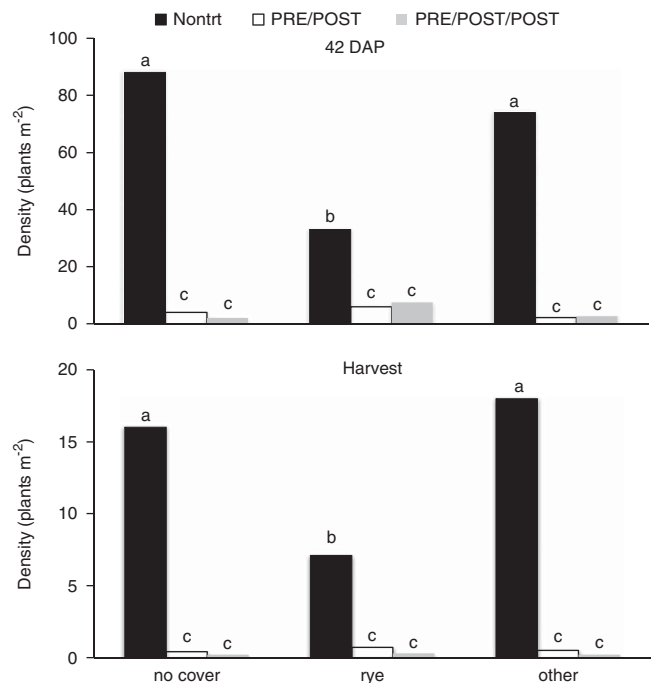 Nontrt PRE/POST PRE/POST/POST
42 DAP
Density (plants m-2)
100
80
60
40
20
0
a
c
c
b
c
c
a
c
c
Harvest
Density (plants m-2)
20
15
10
5
0
a
c
c
b
c
c
a
c
c
no cover rye other